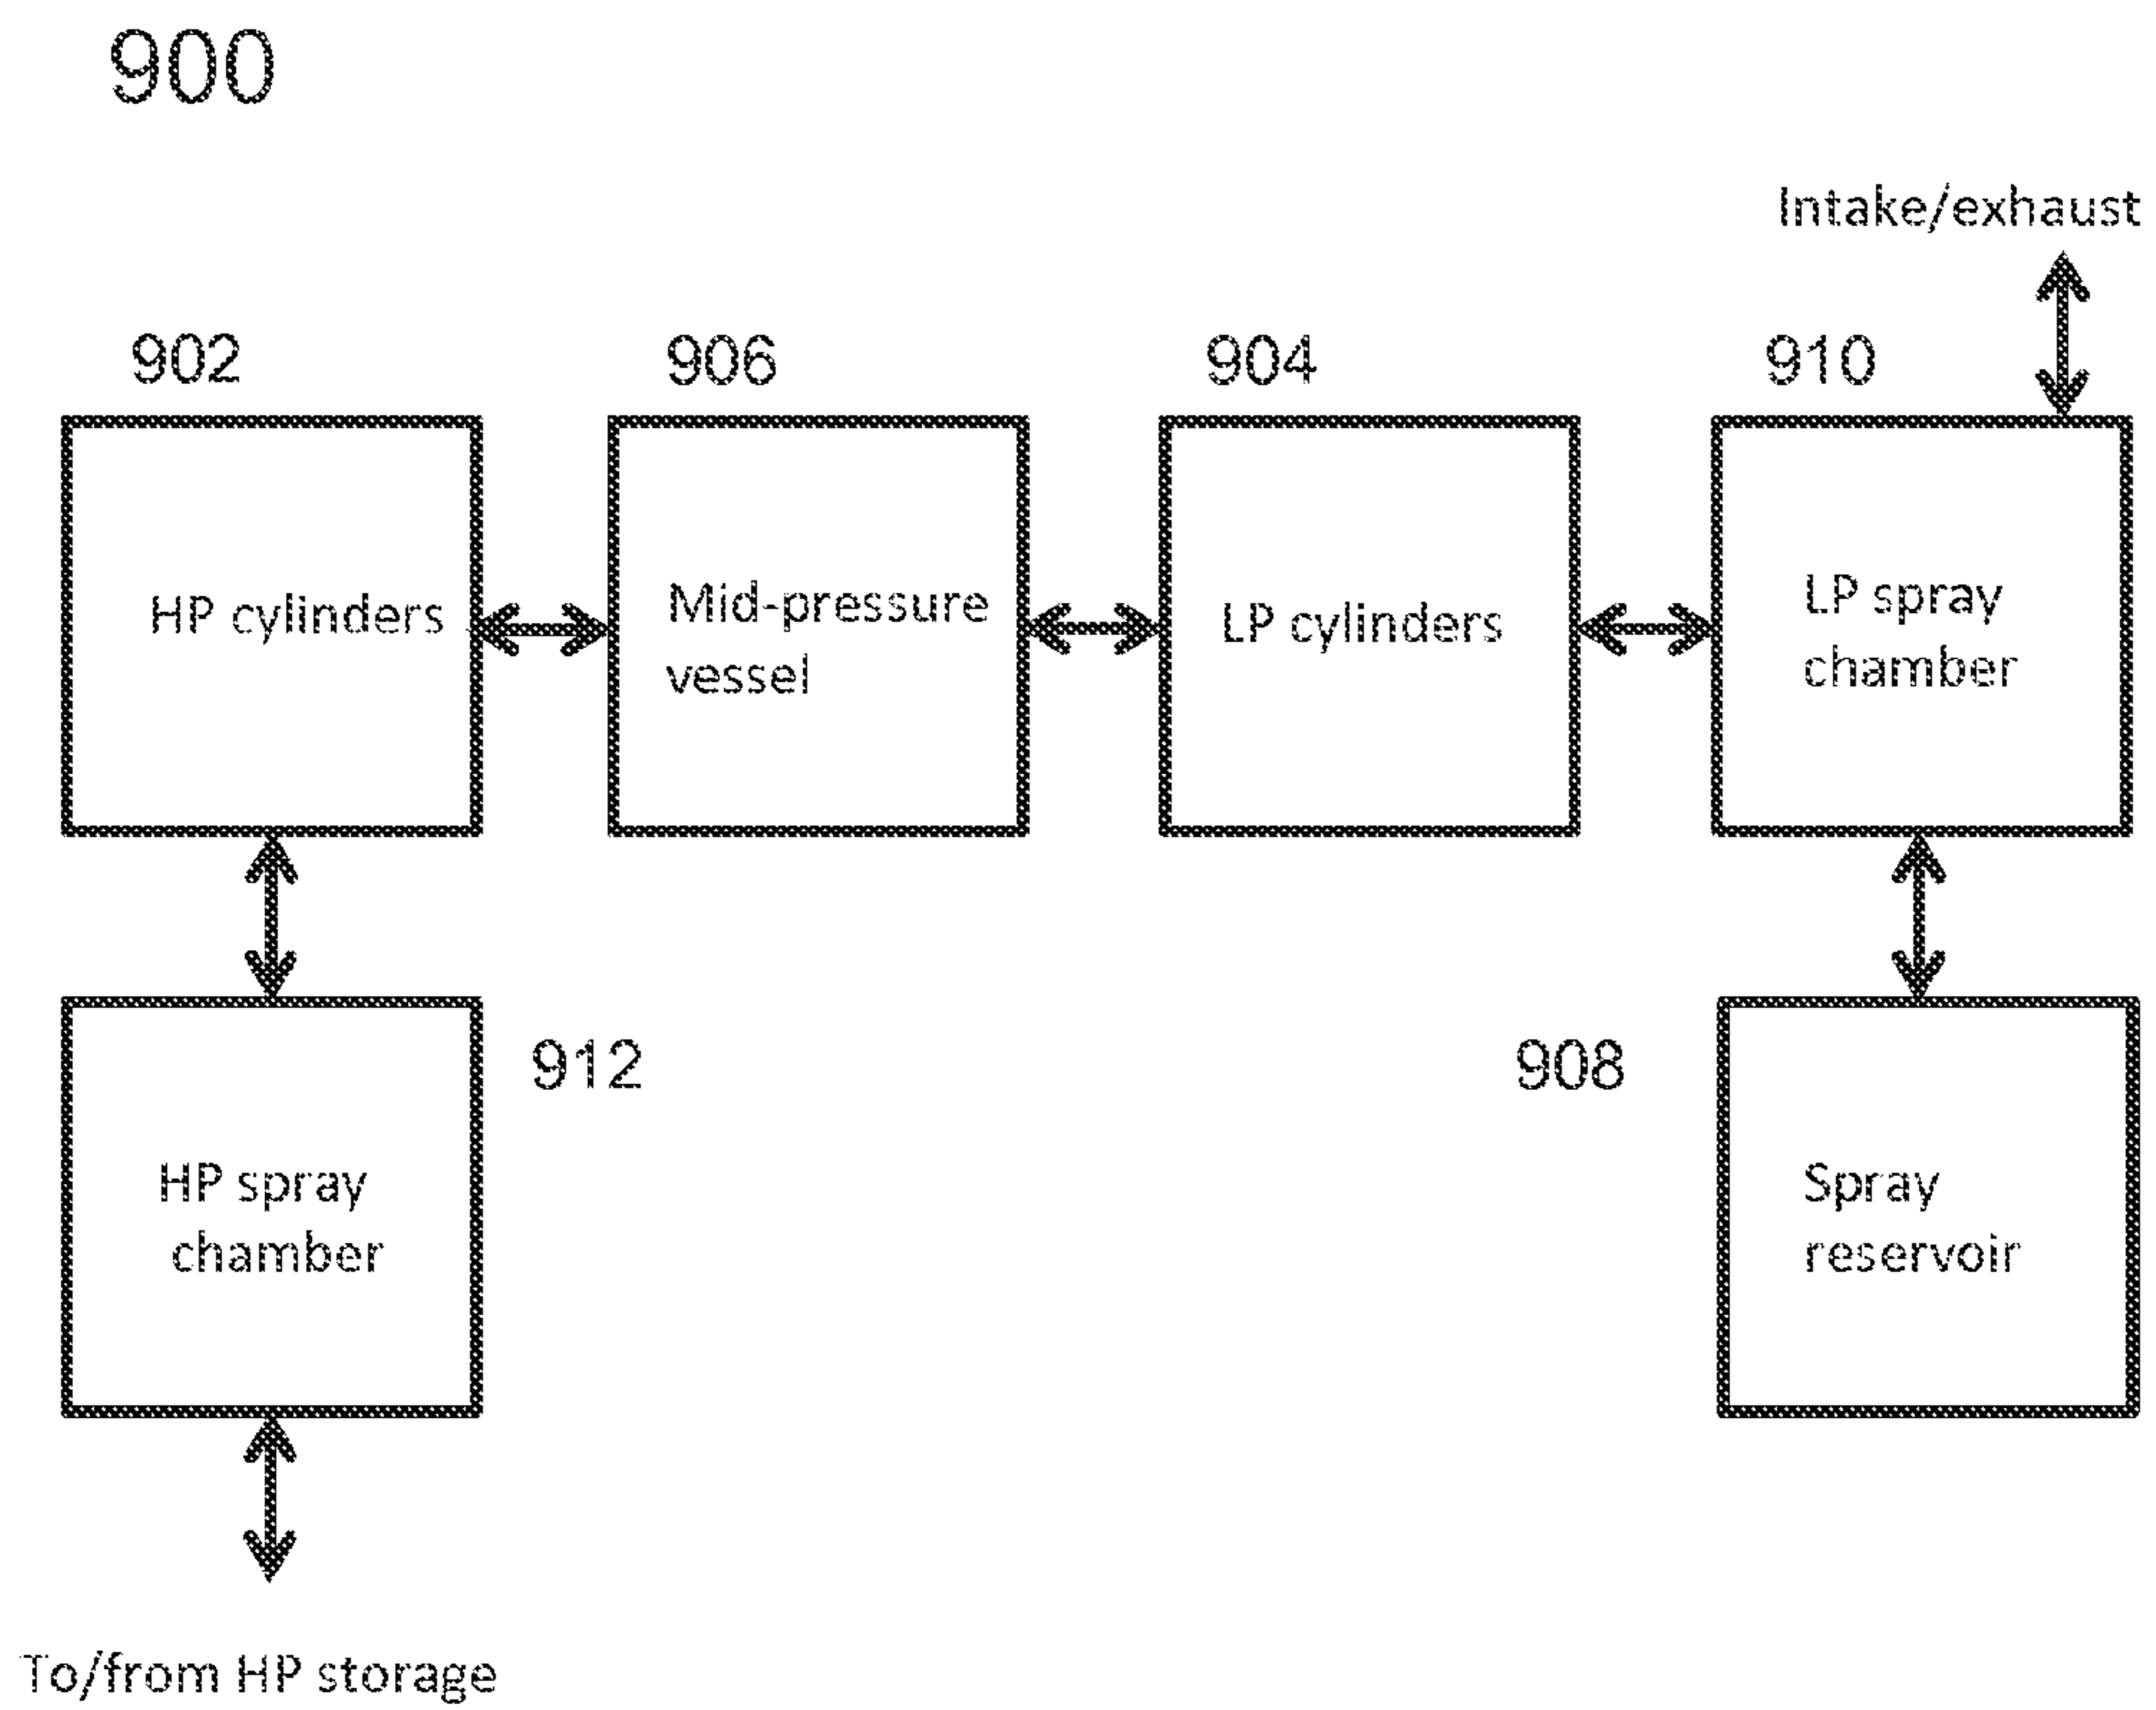 900
Intake/exhaust
902
906
904
910
HP cylinders
Mid-pressure
vessel
LP cylinders
LP spray
chamber
912
908
HP spray
chamber
Spray
reservoir
To/from HP storage